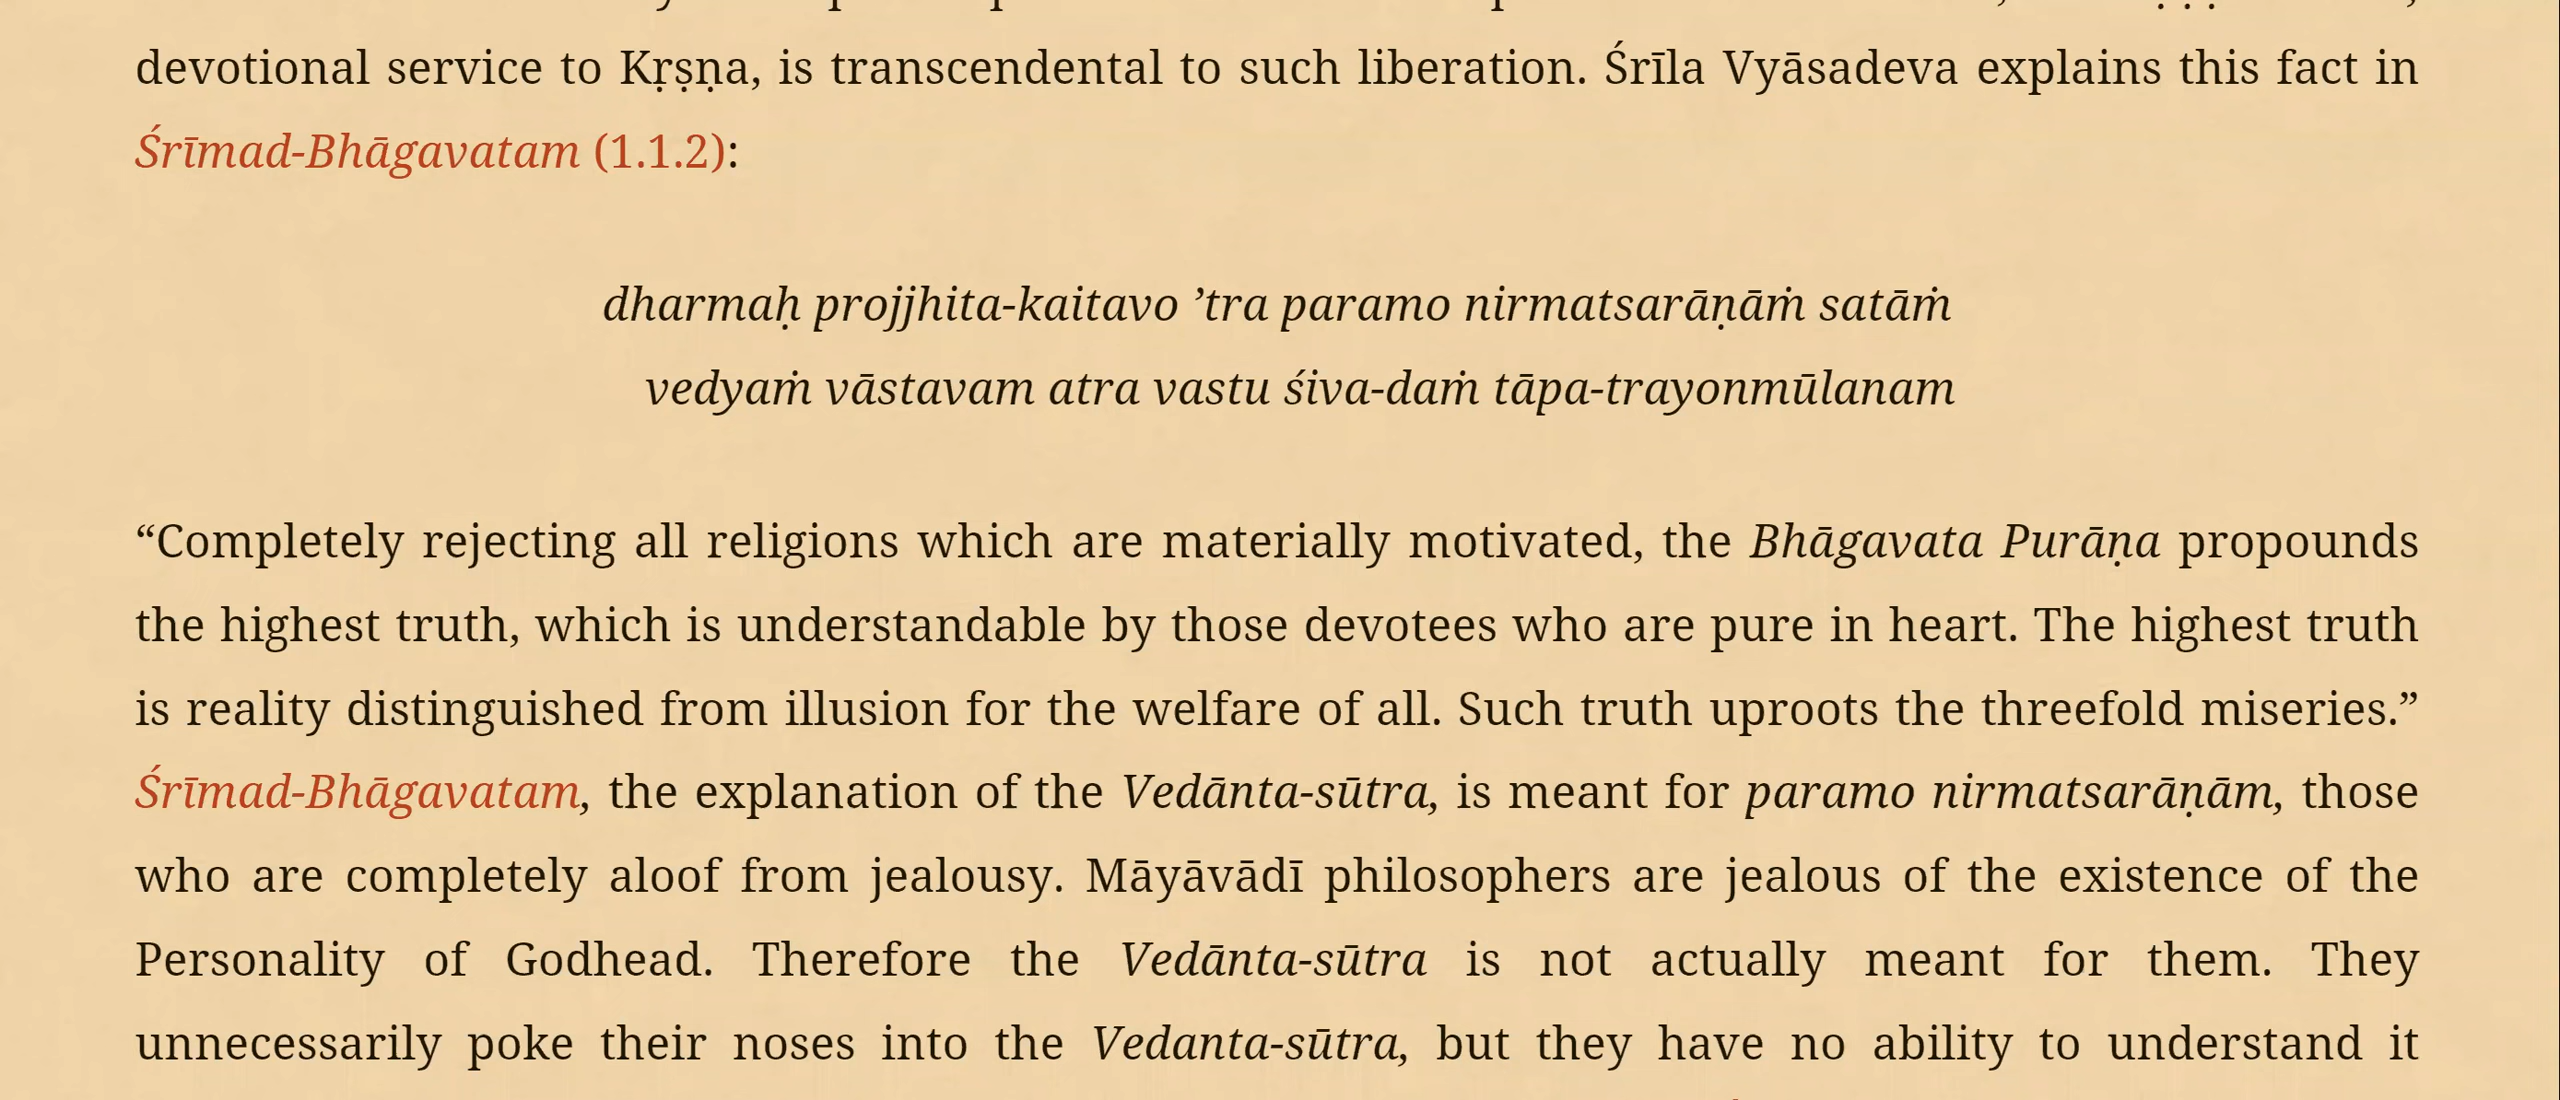 devotional service to Kṛṣṇa, is transcendental to such liberation. Śrīla Vyāsadeva explains this fact in
Śrīmad-Bhāgavatam (1.1.2):
dharmaḥ projjhita-kaitavo ’tra paramo nirmatsarāṇāṁ satāṁ
vedyaṁ vāstavam atra vastu śiva-daṁ tāpa-trayonmūlanam
“Completely rejecting all religions which are materially motivated, the Bhāgavata Purāṇa propounds
the highest truth, which is understandable by those devotees who are pure in heart. The highest truth
is reality distinguished from illusion for the welfare of all. Such truth uproots the threefold miseries.”
Śrīmad-Bhāgavatam, the explanation of the Vedānta-sūtra, is meant for paramo nirmatsarāṇām, those
who are completely aloof from jealousy. Māyāvādī philosophers are jealous of the existence of the
Personality of Godhead. Therefore the Vedānta-sūtra is not actually meant for them. They
unnecessarily poke their noses into the Vedanta-sūtra, but they have no ability to understand it